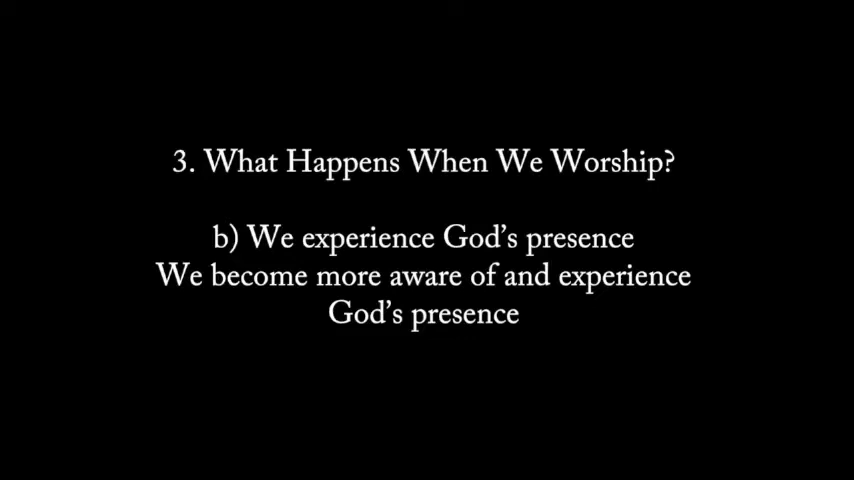 3. What Happens When We Worship?
b) We experience God’s presence
We become more aware of and experience
God’s presence